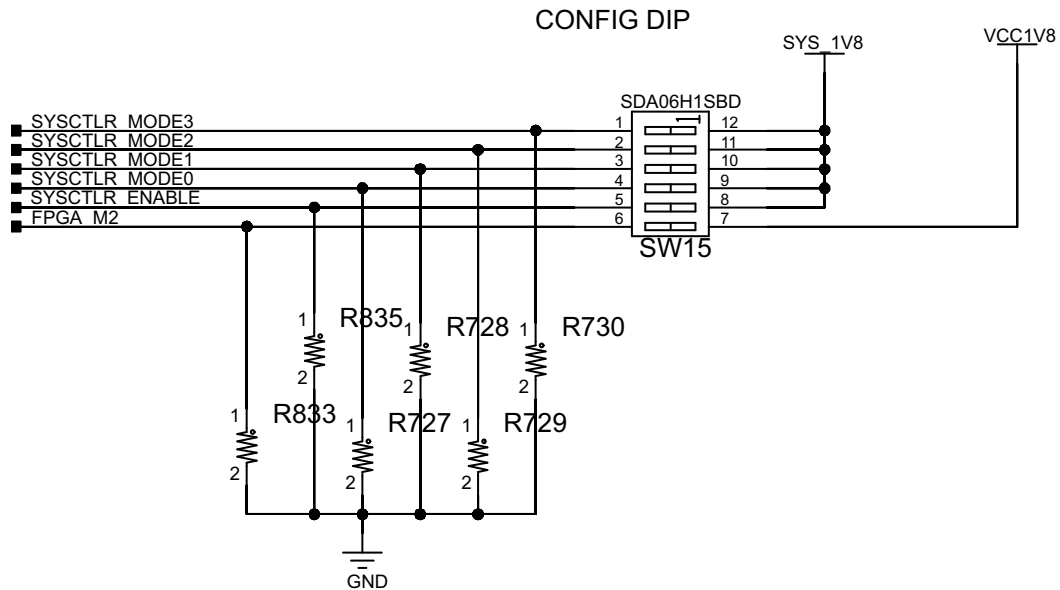 CONFIG DIP
SYS_1V8
VCC1V8
SDA06H1SBD
SYSCTLR_MODE3
SYSCTLR_MODE2
SYSCTLR_MODE1
SYSCTLR_MODE0
SYSCTLR_ENABLE
FPGA_M2
1 12
2 11
3 10
4 9
5 8
6 7
1
SW15
1 R835
2
1 R728
2
1 R730
2
1 R833
2
1 R727
2
1 R729
2
GND